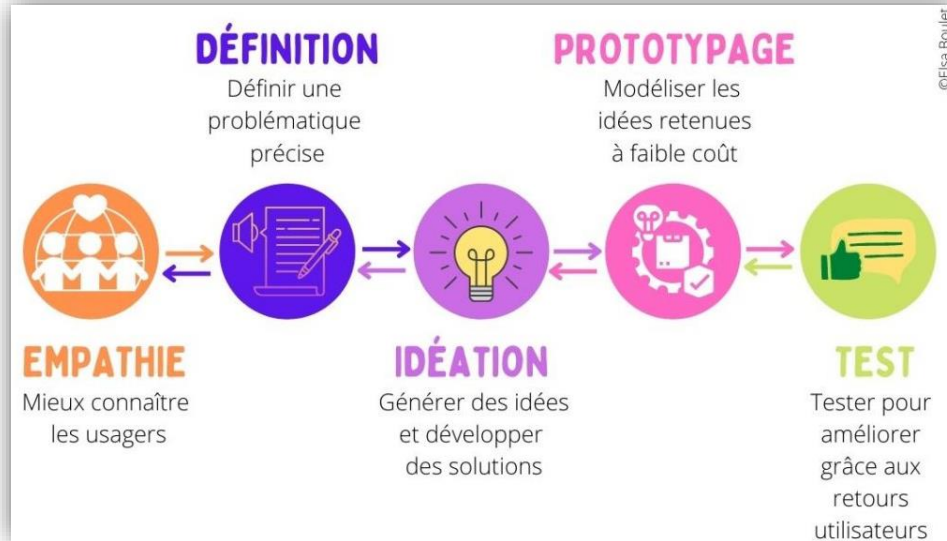 DÉFINITION
Définir une
problématique
précise
PROTOTYPAGE
Modéliser les
idées retenues
à faible coût
©Elsa Boulet
EMPATHIE
Mieux connaître
les usagers
IDÉATION
Générer des idées
et développer
des solutions
TEST
Tester pour
améliorer
grâce aux
retours
utilisateurs